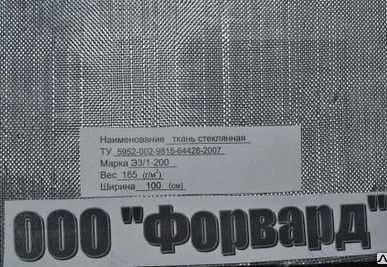 Наименование ткань стеклянная
ТУ 5952-002-9815-64428-2007
Марка ЭЗ/1-200
Вес 165 (г/м²)
Ширина 100 (см)
ООО "Форвард"